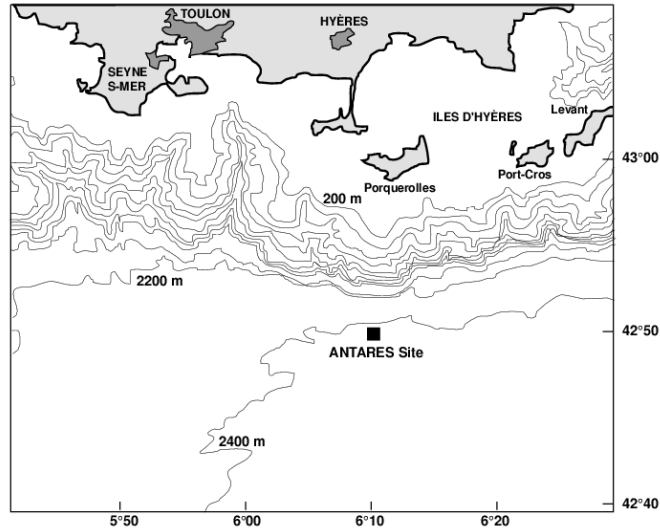 TOULON
HYÈRES
SEYNE
S-MER
ILES D'HYÈRES
Levant
43°00
Port-Cros
Porquerolles
200 m
2200 m
42°50
ANTARES Site
2400 m
42°40
5°50
6°00
6°10
6°20